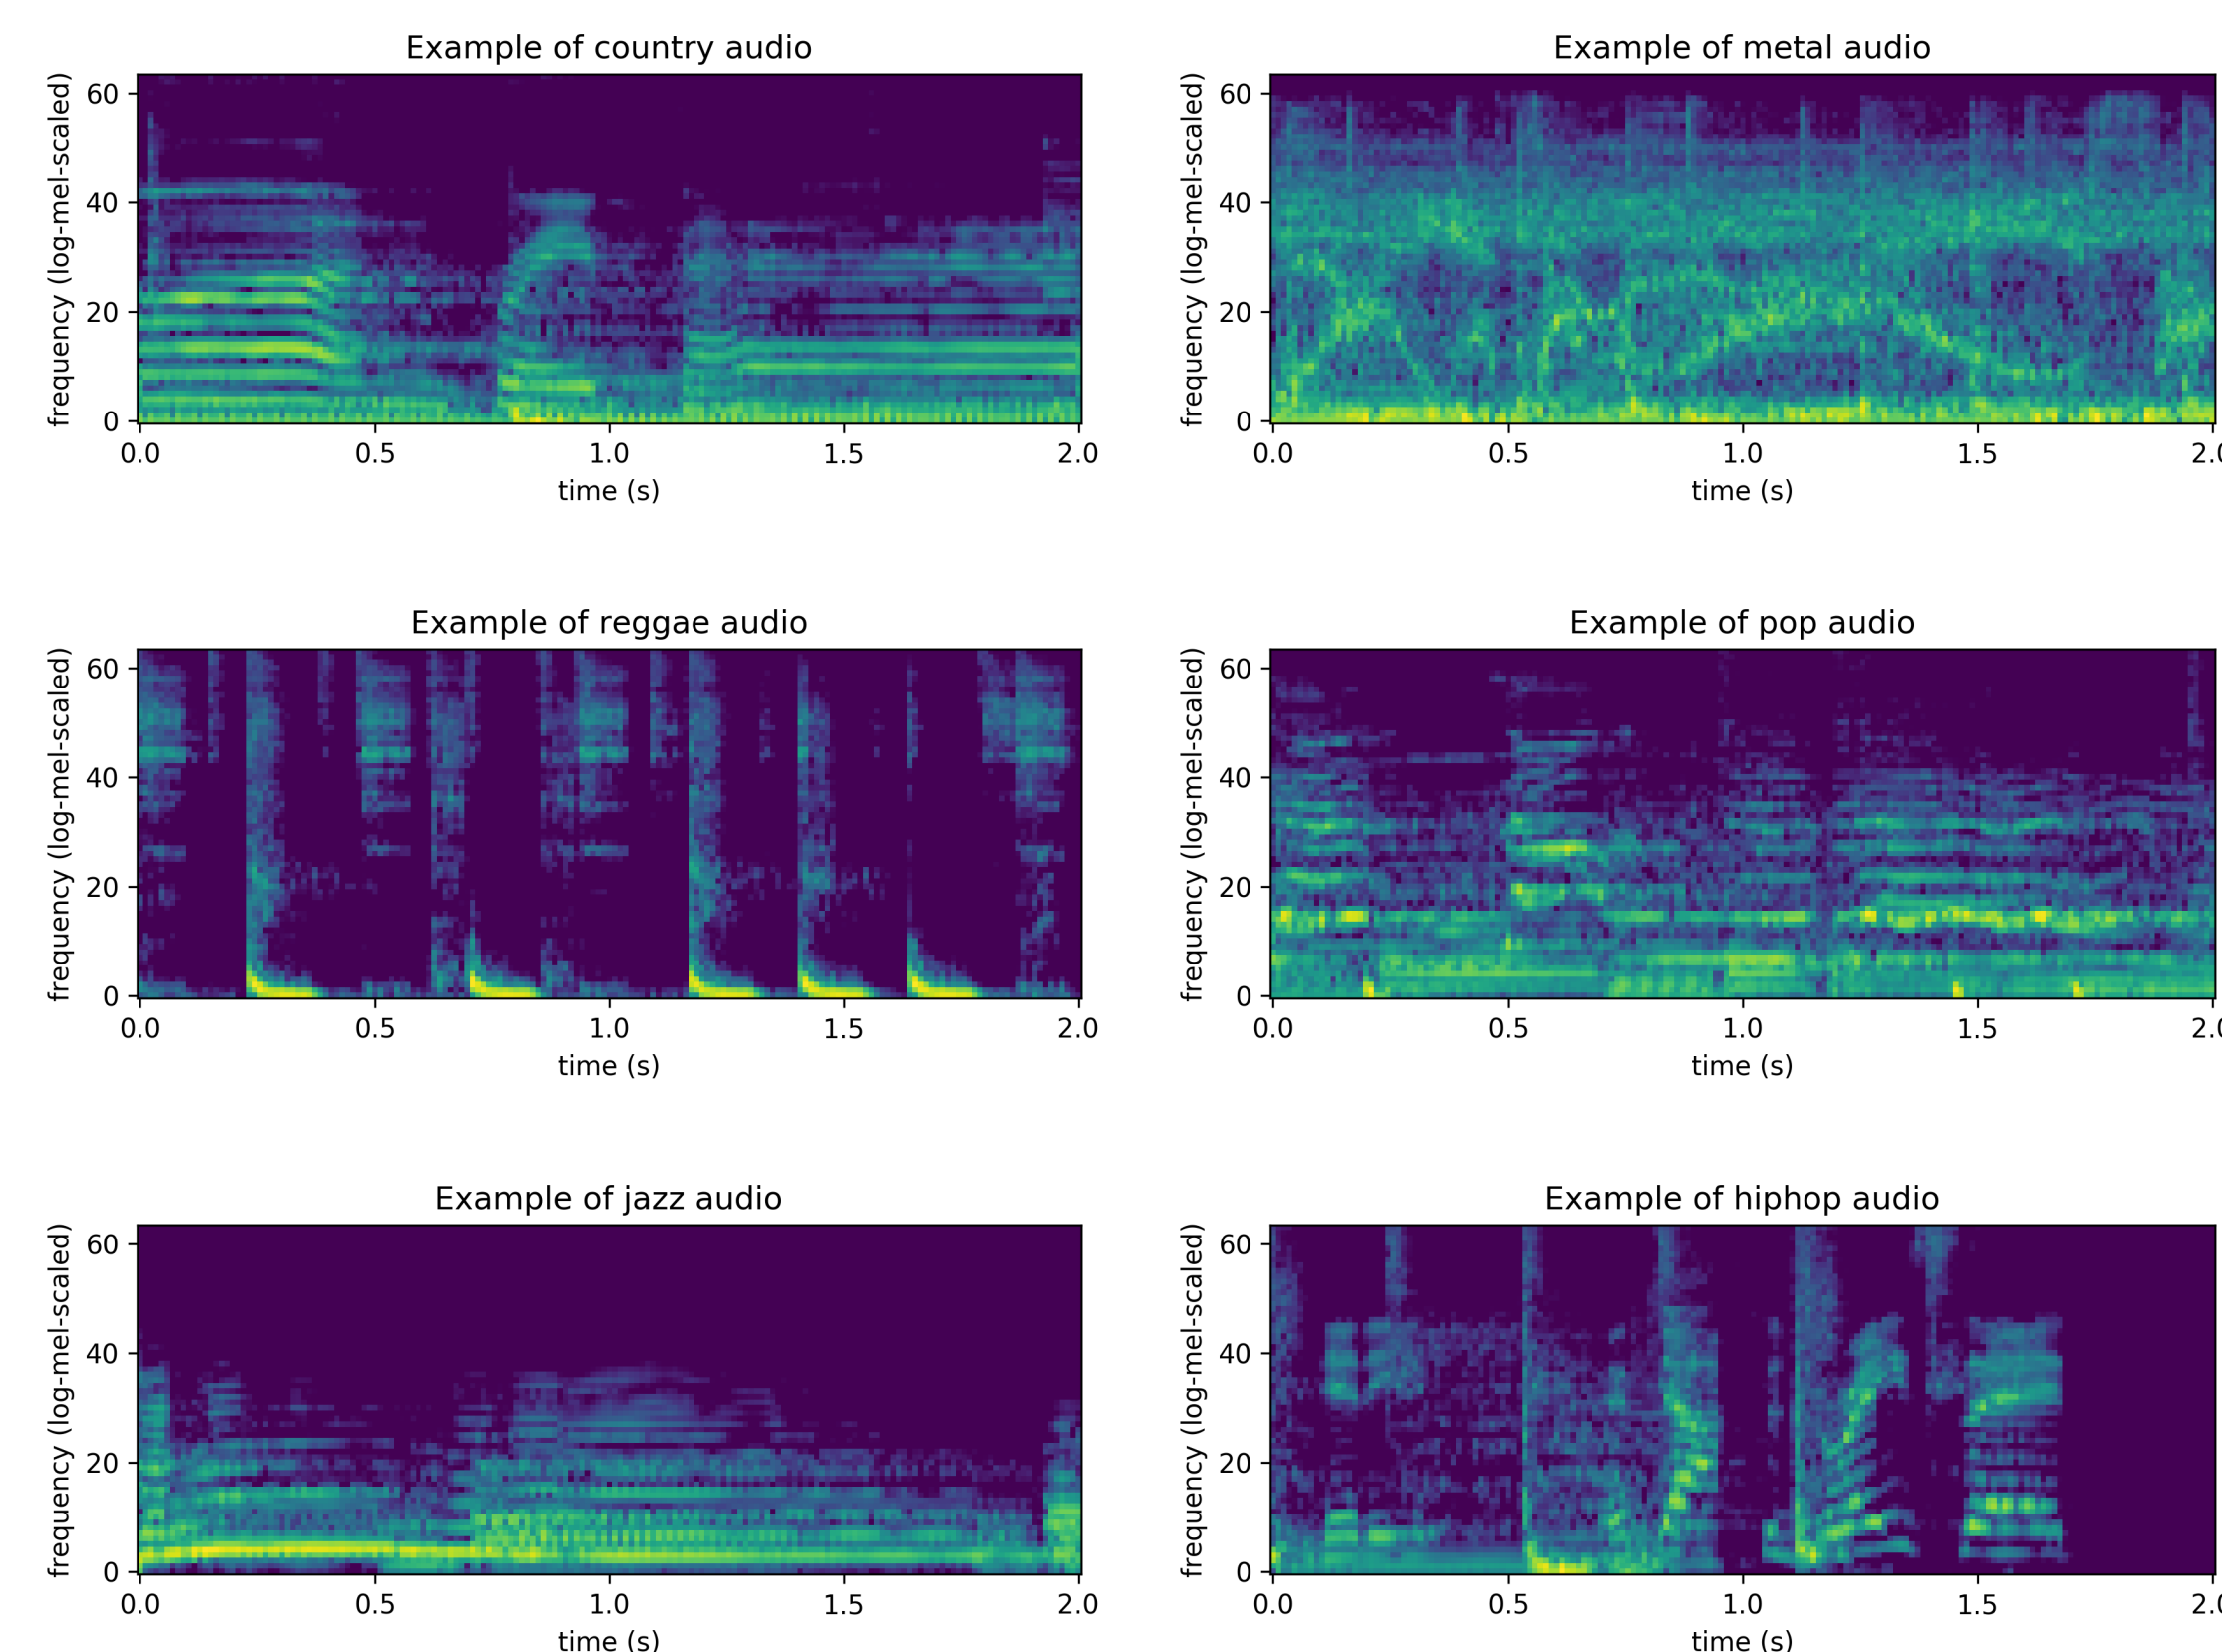 Example of country audio
frequency (log-mel-scaled)
60
40
20
0
0.0 0.5 1.0 1.5 2.0
time (s)
Example of metal audio
frequency (log-mel-scaled)
60
40
20
0
0.0 0.5 1.0 1.5 2.0
time (s)
Example of reggae audio
frequency (log-mel-scaled)
60
40
20
0
0.0 0.5 1.0 1.5 2.0
time (s)
Example of pop audio
frequency (log-mel-scaled)
60
40
20
0
0.0 0.5 1.0 1.5 2.0
time (s)
Example of jazz audio
frequency (log-mel-scaled)
60
40
20
0
0.0 0.5 1.0 1.5 2.0
time (s)
Example of hiphop audio
frequency (log-mel-scaled)
60
40
20
0
0.0 0.5 1.0 1.5 2.0
time (s)